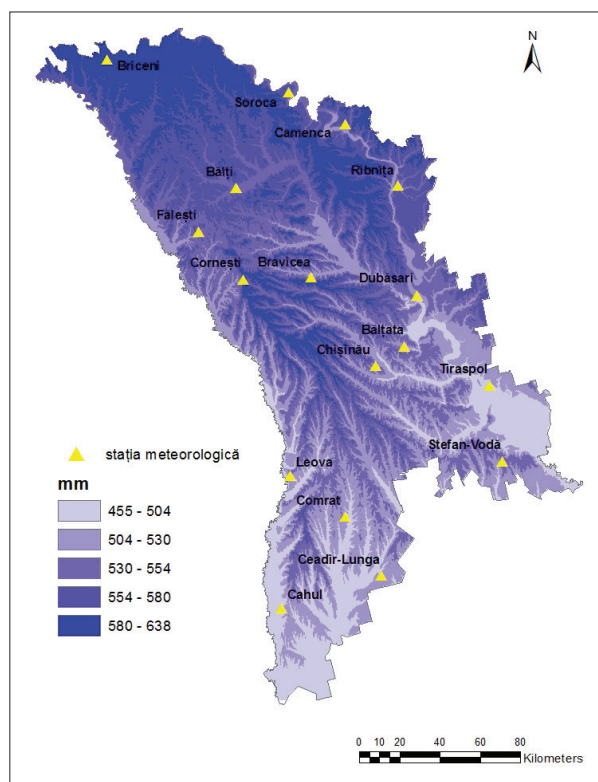 N
Briceni
Soroca
Camenca
Rîbnița
Bălți
Fălești
Cornești
Bravicea
Dubăsari
Bălțata
Chișinău
Tiraspol
Ștefan-Vodă
Leova
Comrat
Ceadîr-Lunga
Cahul
stația meteorologică
mm
455 - 504
504 - 530
530 - 554
554 - 580
580 - 638
0 10 20 40 60 80
Kilometers